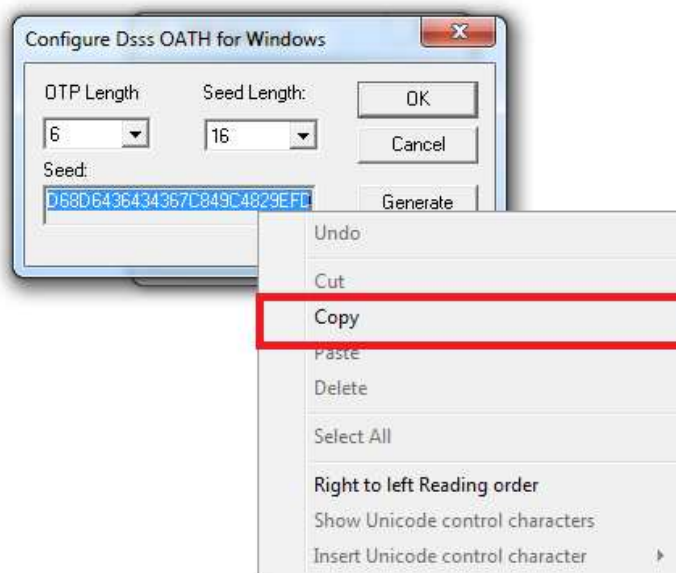 Configure Dsss OATH for Windows
OTP Length Seed Length: OK
6 16 Cancel
Seed:
D68D6436434367C849C4829EFD Generate
Undo
Cut
Copy
Paste
Delete
Select All
Right to left Reading order
Show Unicode control characters
Insert Unicode control character